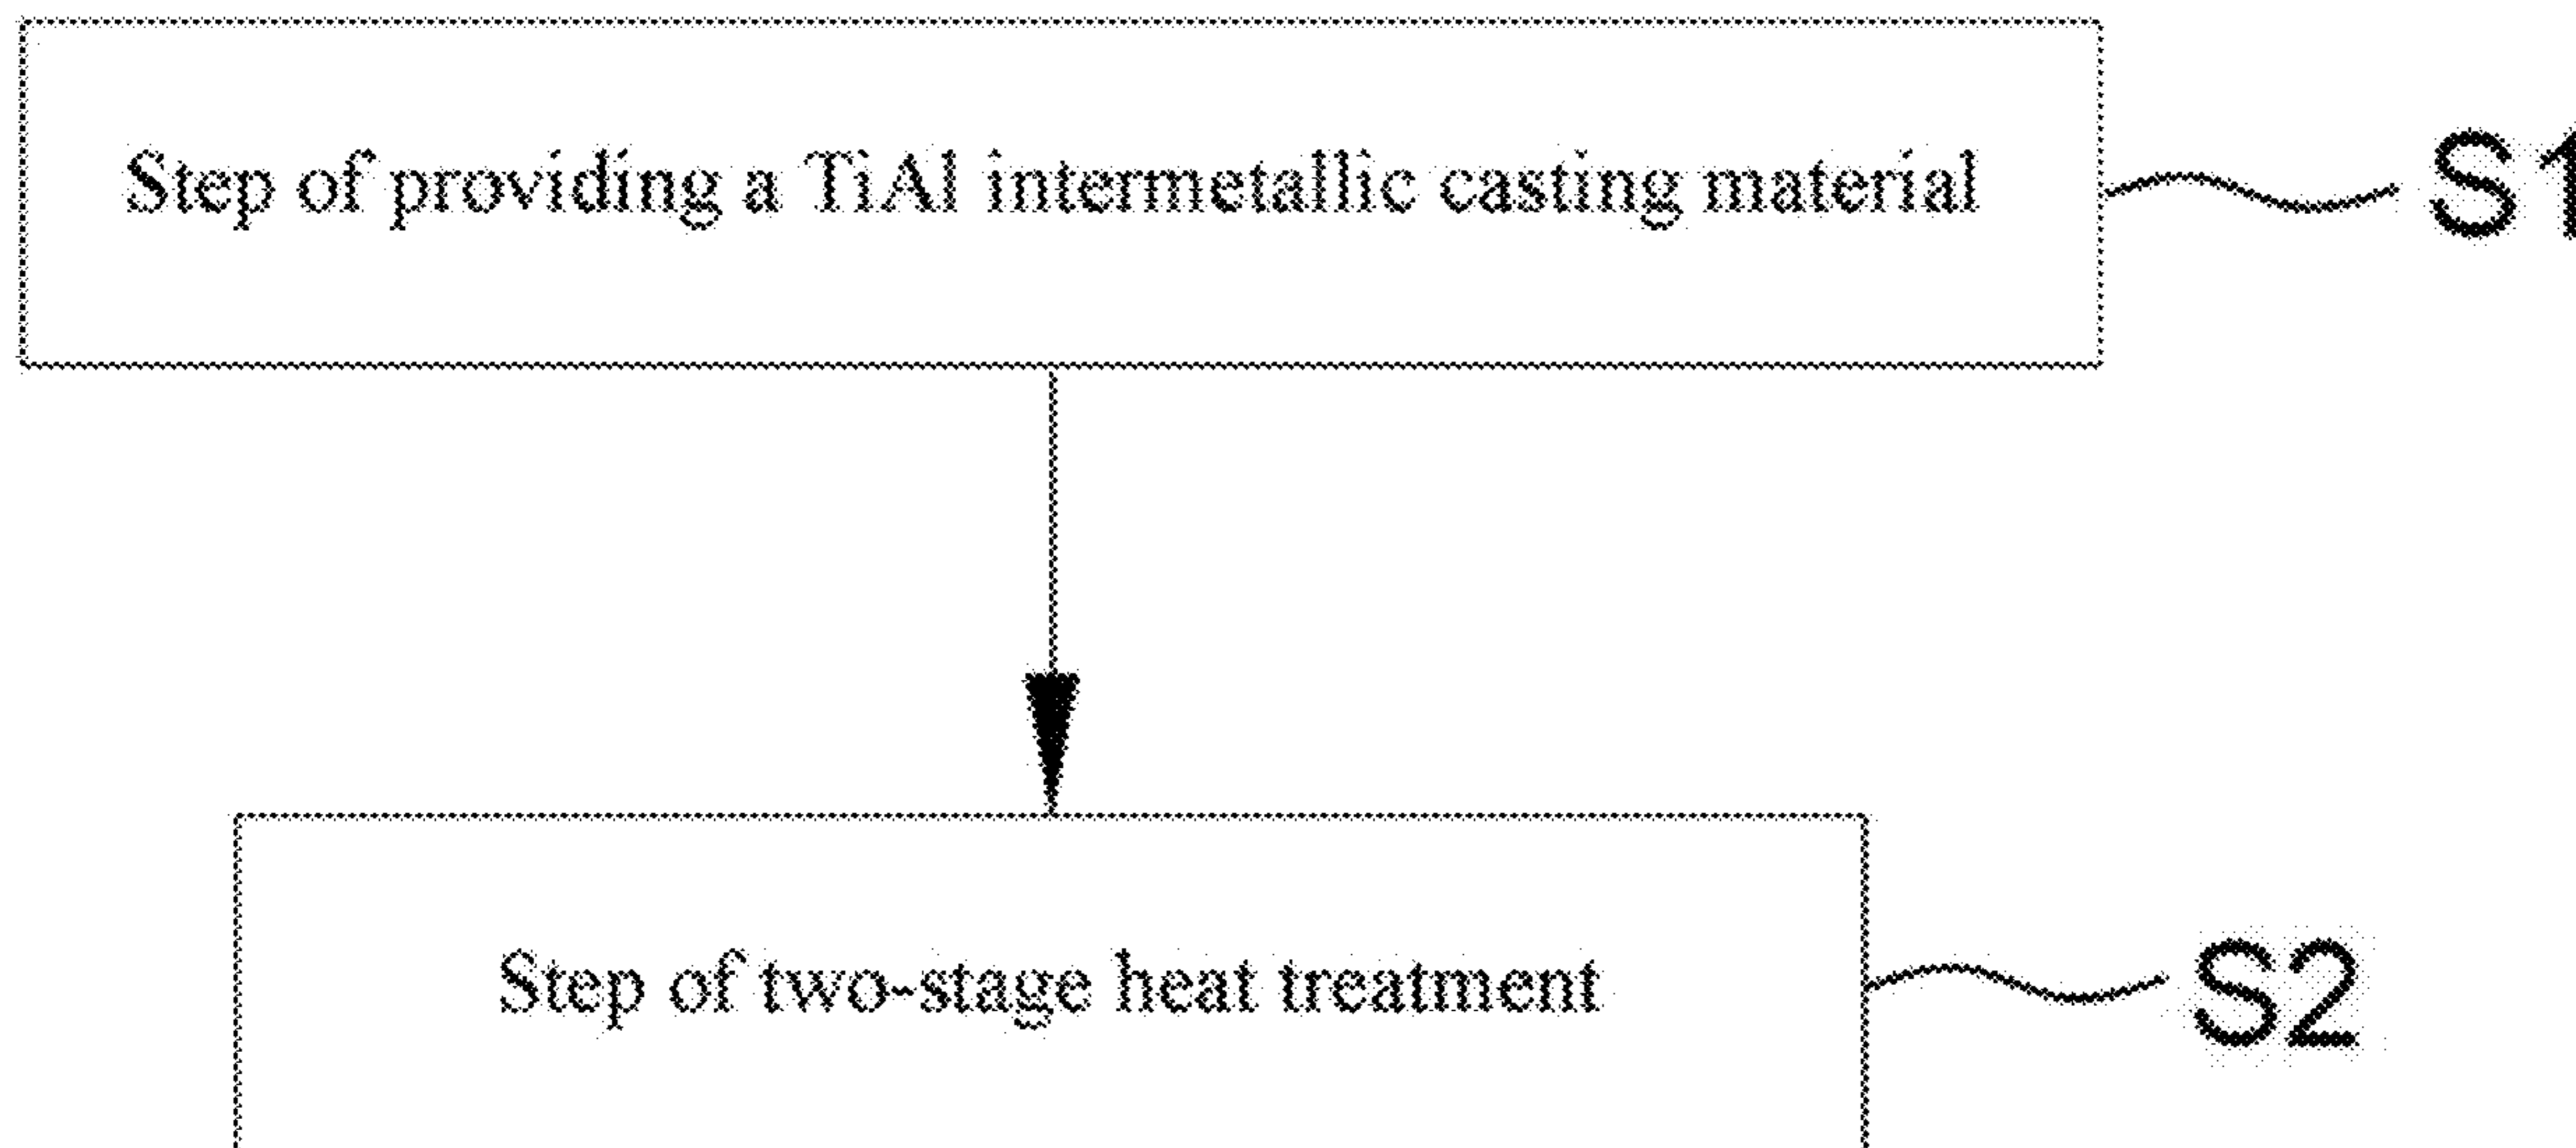 Step of providing a TiAl intermetallic casting material
S1
Step of two-stage heat treatment
S2